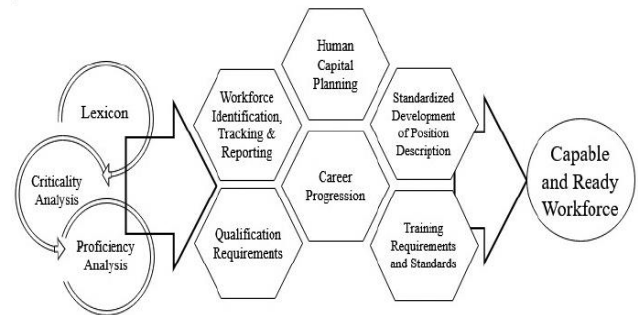 Lexicon
Criticality
Analysis
Proficiency
Analysis
Workforce
Identification,
Tracking &
Reporting
Qualification
Requirements
Human
Capital
Planning
Career
Progression
Standardized
Development
of Position
Description
Training
Requirements
and Standards
Capable
and Ready
Workforce